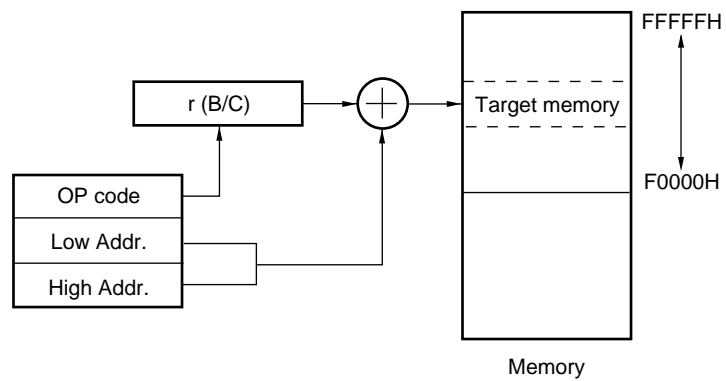 FFFFFH
r (B/C)
Target memory
OP code
F0000H
Low Addr.
High Addr.
Memory